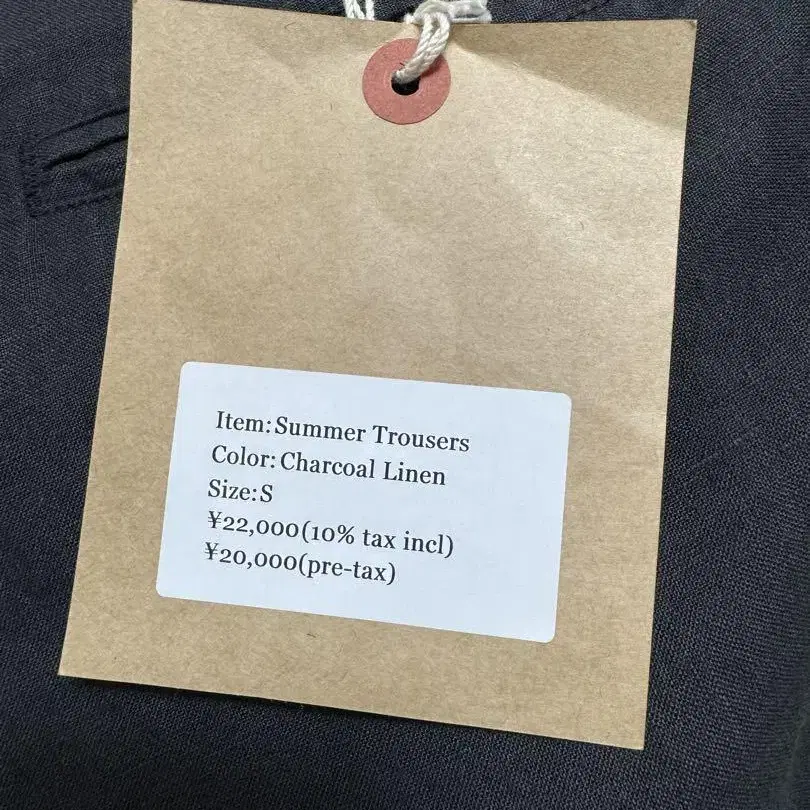 Item:Summer Trousers
Color:Charcoal Linen
Size:S
¥22,000(10% tax incl)
¥20,000(pre-tax)